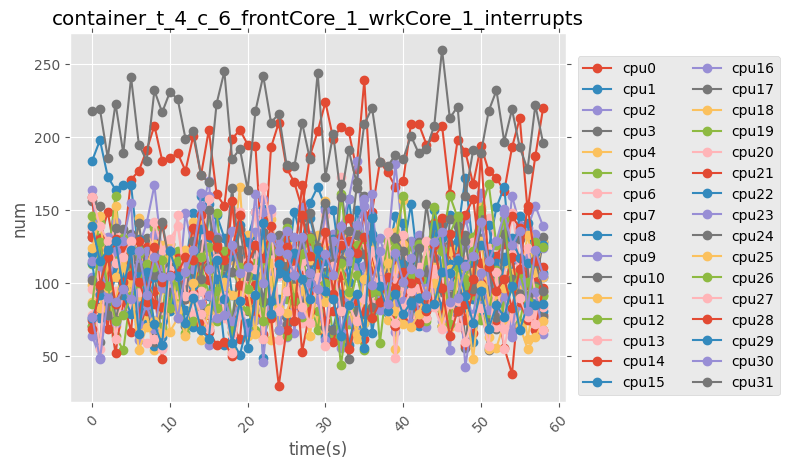 container_t_4_c_6_frontCore_1_wrkCore_1_interrupts
250
200
150
100
50
num
0
10
20
30
40
50
60
time(s)
cpu0
cpu1
cpu2
cpu3
cpu4
cpu5
cpu6
cpu7
cpu8
cpu9
cpu10
cpu11
cpu12
cpu13
cpu14
cpu15
cpu16
cpu17
cpu18
cpu19
cpu20
cpu21
cpu22
cpu23
cpu24
cpu25
cpu26
cpu27
cpu28
cpu29
cpu30
cpu31